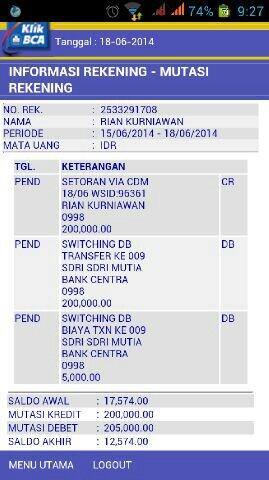 74% 9:27
Klik BCA
Tanggal : 18-06-2014
INFORMASI REKENING - MUTASI
REKENING
NO. REK. : 2533291708
NAMA : RIAN KURNIAWAN
PERIODE : 15/06/2014 - 18/06/2014
MATA UANG : IDR
TGL. KETERANGAN
PEND SETORAN VIA CDM CR
18/06 WSID:96361
RIAN KURNIAWAN
0998
200,000.00
PEND SWITCHING DB DB
TRANSFER KE 009
SDRI SDRI MUTIA
BANK CENTRA
0998
200,000.00
PEND SWITCHING DB DB
BIAYA TXN KE 009
SDRI SDRI MUTIA
BANK CENTRA
0998
5,000.00
SALDO AWAL : 17,574.00
MUTASI KREDIT : 200,000.00
MUTASI DEBET : 205,000.00
SALDO AKHIR : 12,574.00
MENU UTAMA LOGOUT